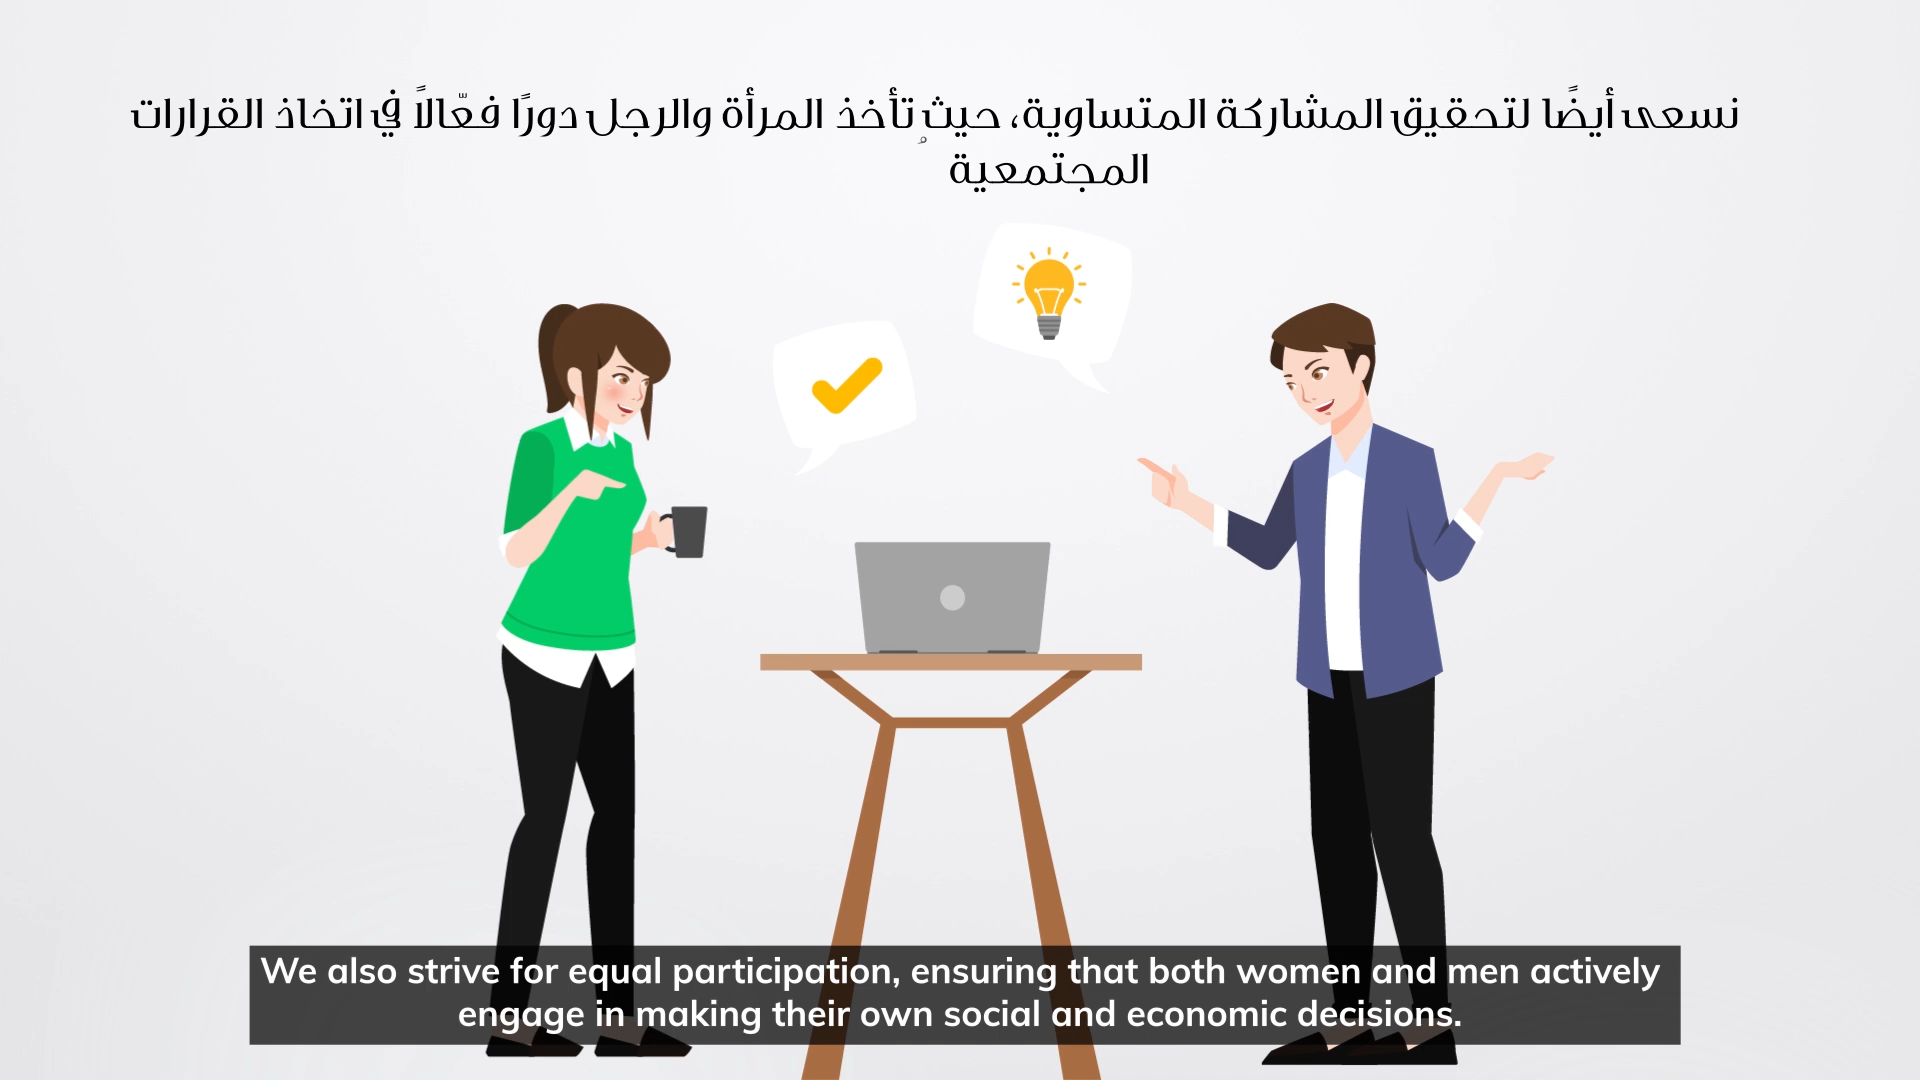 نسعى أيضًا لتحقيق المشاركة المتساوية، حيثُ تأخذ المرأة والرجل دورًا فعّالاً في اتخاذ القرارات
المجتمعية
We also strive for equal participation, ensuring that both women and men actively
engage in making their own social and economic decisions.